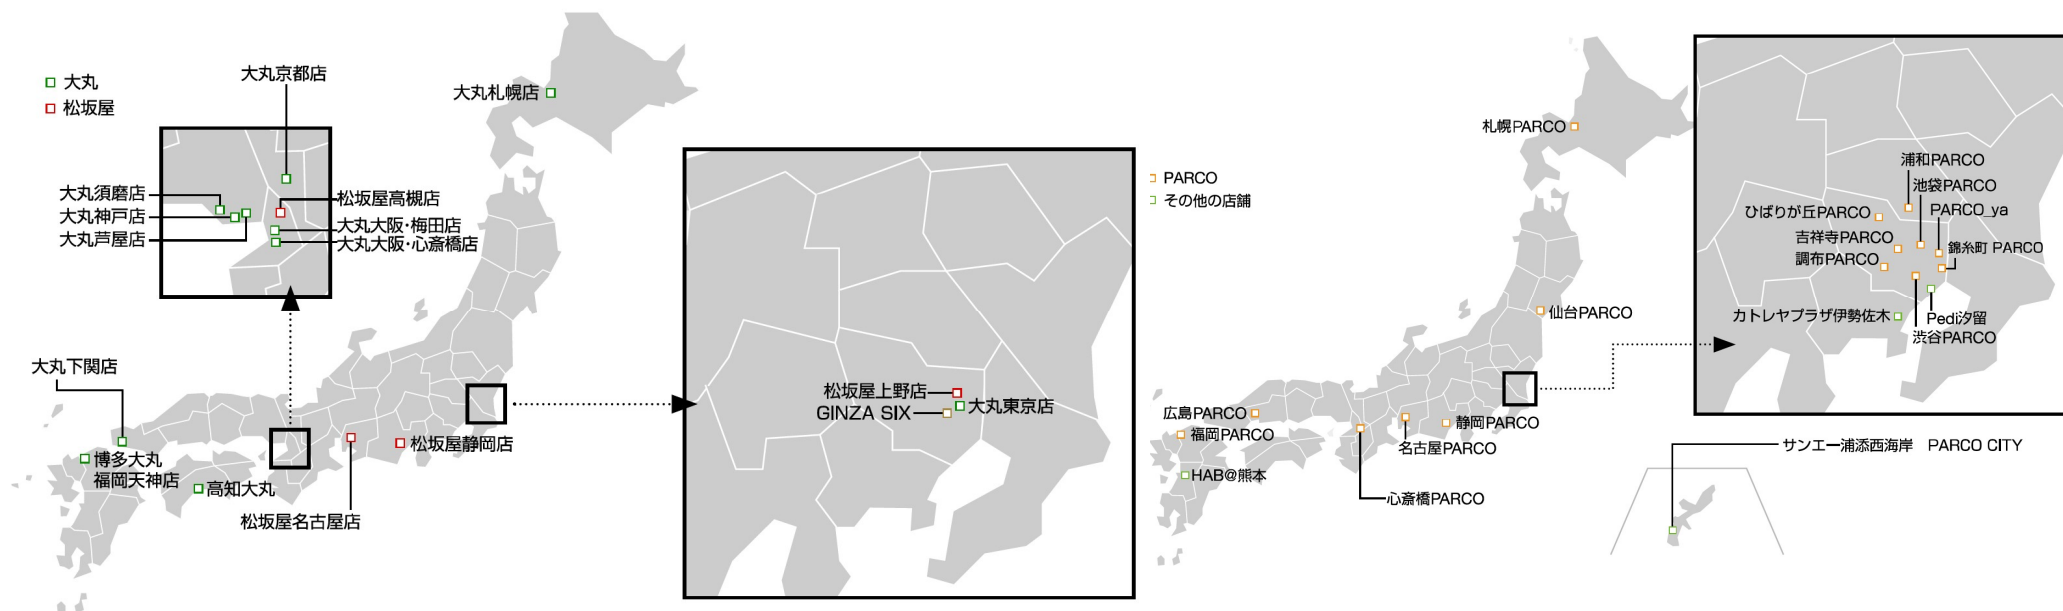 大丸
松坂屋
大丸京都店
大丸札幌店
大丸須磨店
大丸神戸店
大丸芦屋店
松坂屋高槻店
大丸大阪・梅田店
大丸大阪・心斎橋店
大丸下関店
博多大丸
福岡天神店
高知大丸
松坂屋名古屋店
松坂屋静岡店
松坂屋上野店
GINZA SIX
大丸東京店
PARCO
その他の店舗
札幌PARCO
仙台PARCO
広島PARCO
福岡PARCO
HAB@熊本
心斎橋PARCO
名古屋PARCO
静岡PARCO
浦和PARCO
池袋PARCO
ひばりが丘PARCO
PARCO_ya
吉祥寺PARCO
錦糸町 PARCO
調布PARCO
カトレヤプラザ伊勢佐木
Pedi汐留
渋谷PARCO
サンエー浦添西海岸　PARCO CITY